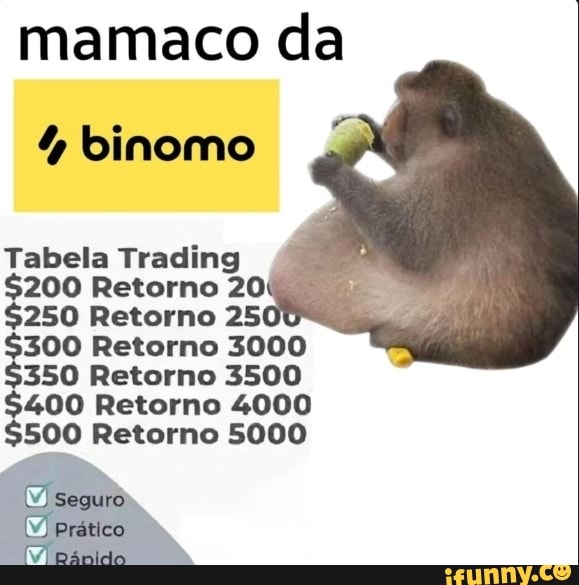 mamaco da
binomo
Tabela Trading
$200 Retorno
$250 Retorno 2500
$300 Retorno 3000
$350 Retorno 3500
$400 Retorno 4000
$500 Retorno 5000
Seguro
Prático
Rápido
ifunny.co